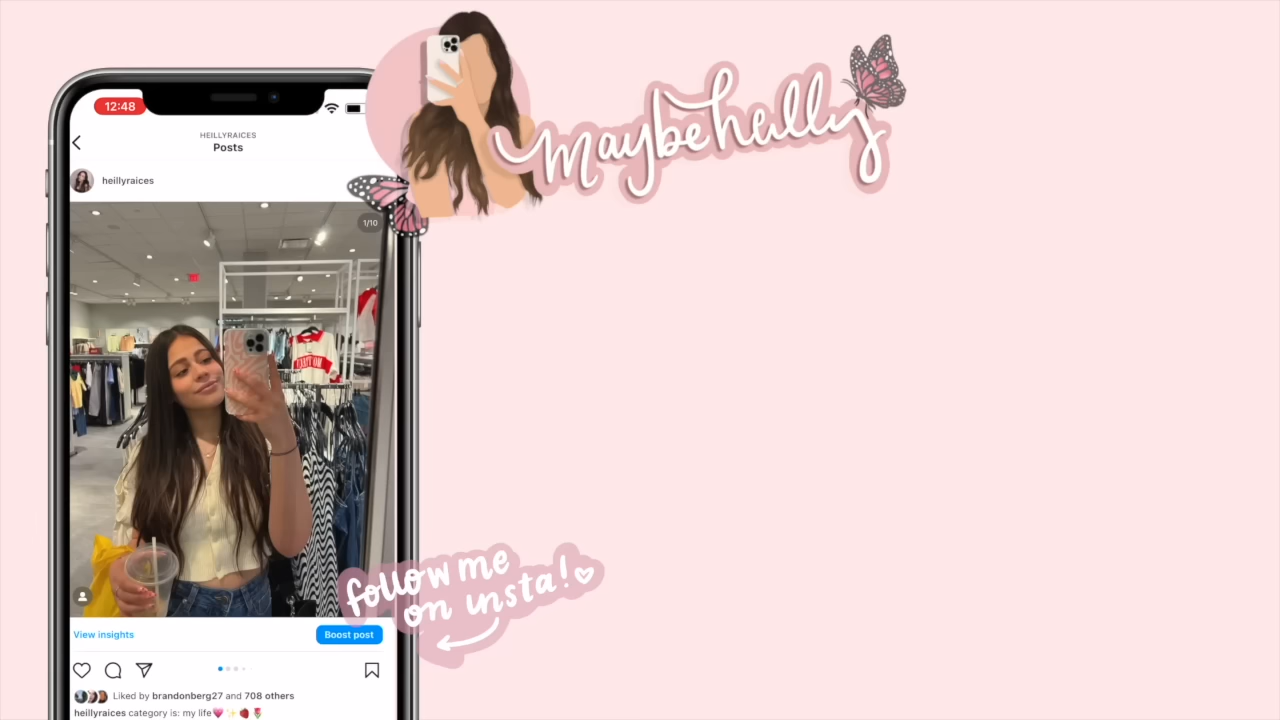 12:48
HEILLYRAICES
Posts
heillyraices
1/10
maybeheilly
follow me
on insta!
View insights
Boost post
Liked by brandonberg27 and 708 others
heillyraices category is: my life💗✨🍓🌷